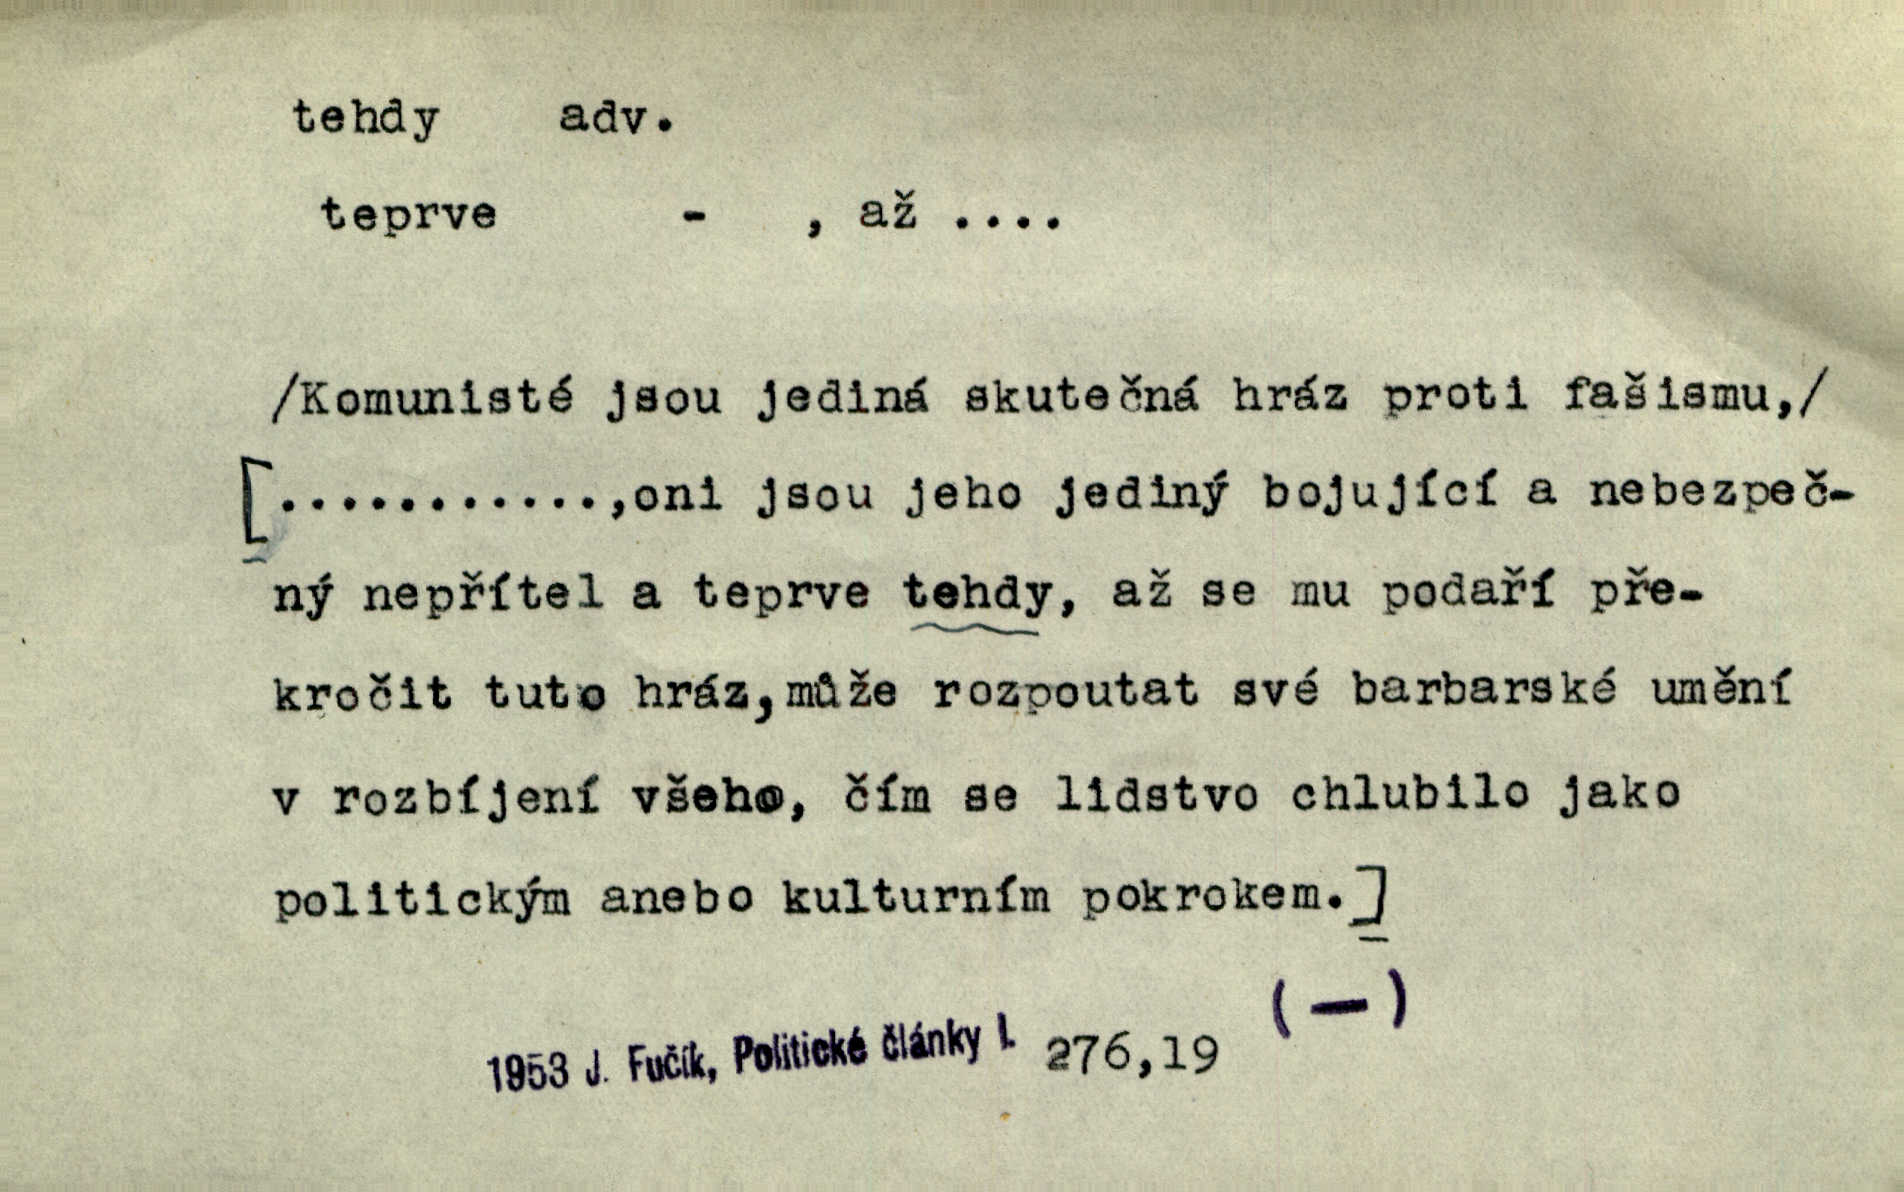 tehdy adv.
teprve - , až ....
/Komunisté jsou jediná skutečná hráz proti fašismu,/
[...........,oni jsou jeho jediný bojující a nebezpeč-
ný nepřítel a teprve tehdy, až se mu podaří pře-
kročit tuto hráz,může rozpoutat své barbarské umění
v rozbíjení všeho, čím se lidstvo chlubilo jako
politickým anebo kulturním pokrokem.]
(—)
1953 J. Fučík, Politické články I. 276,19